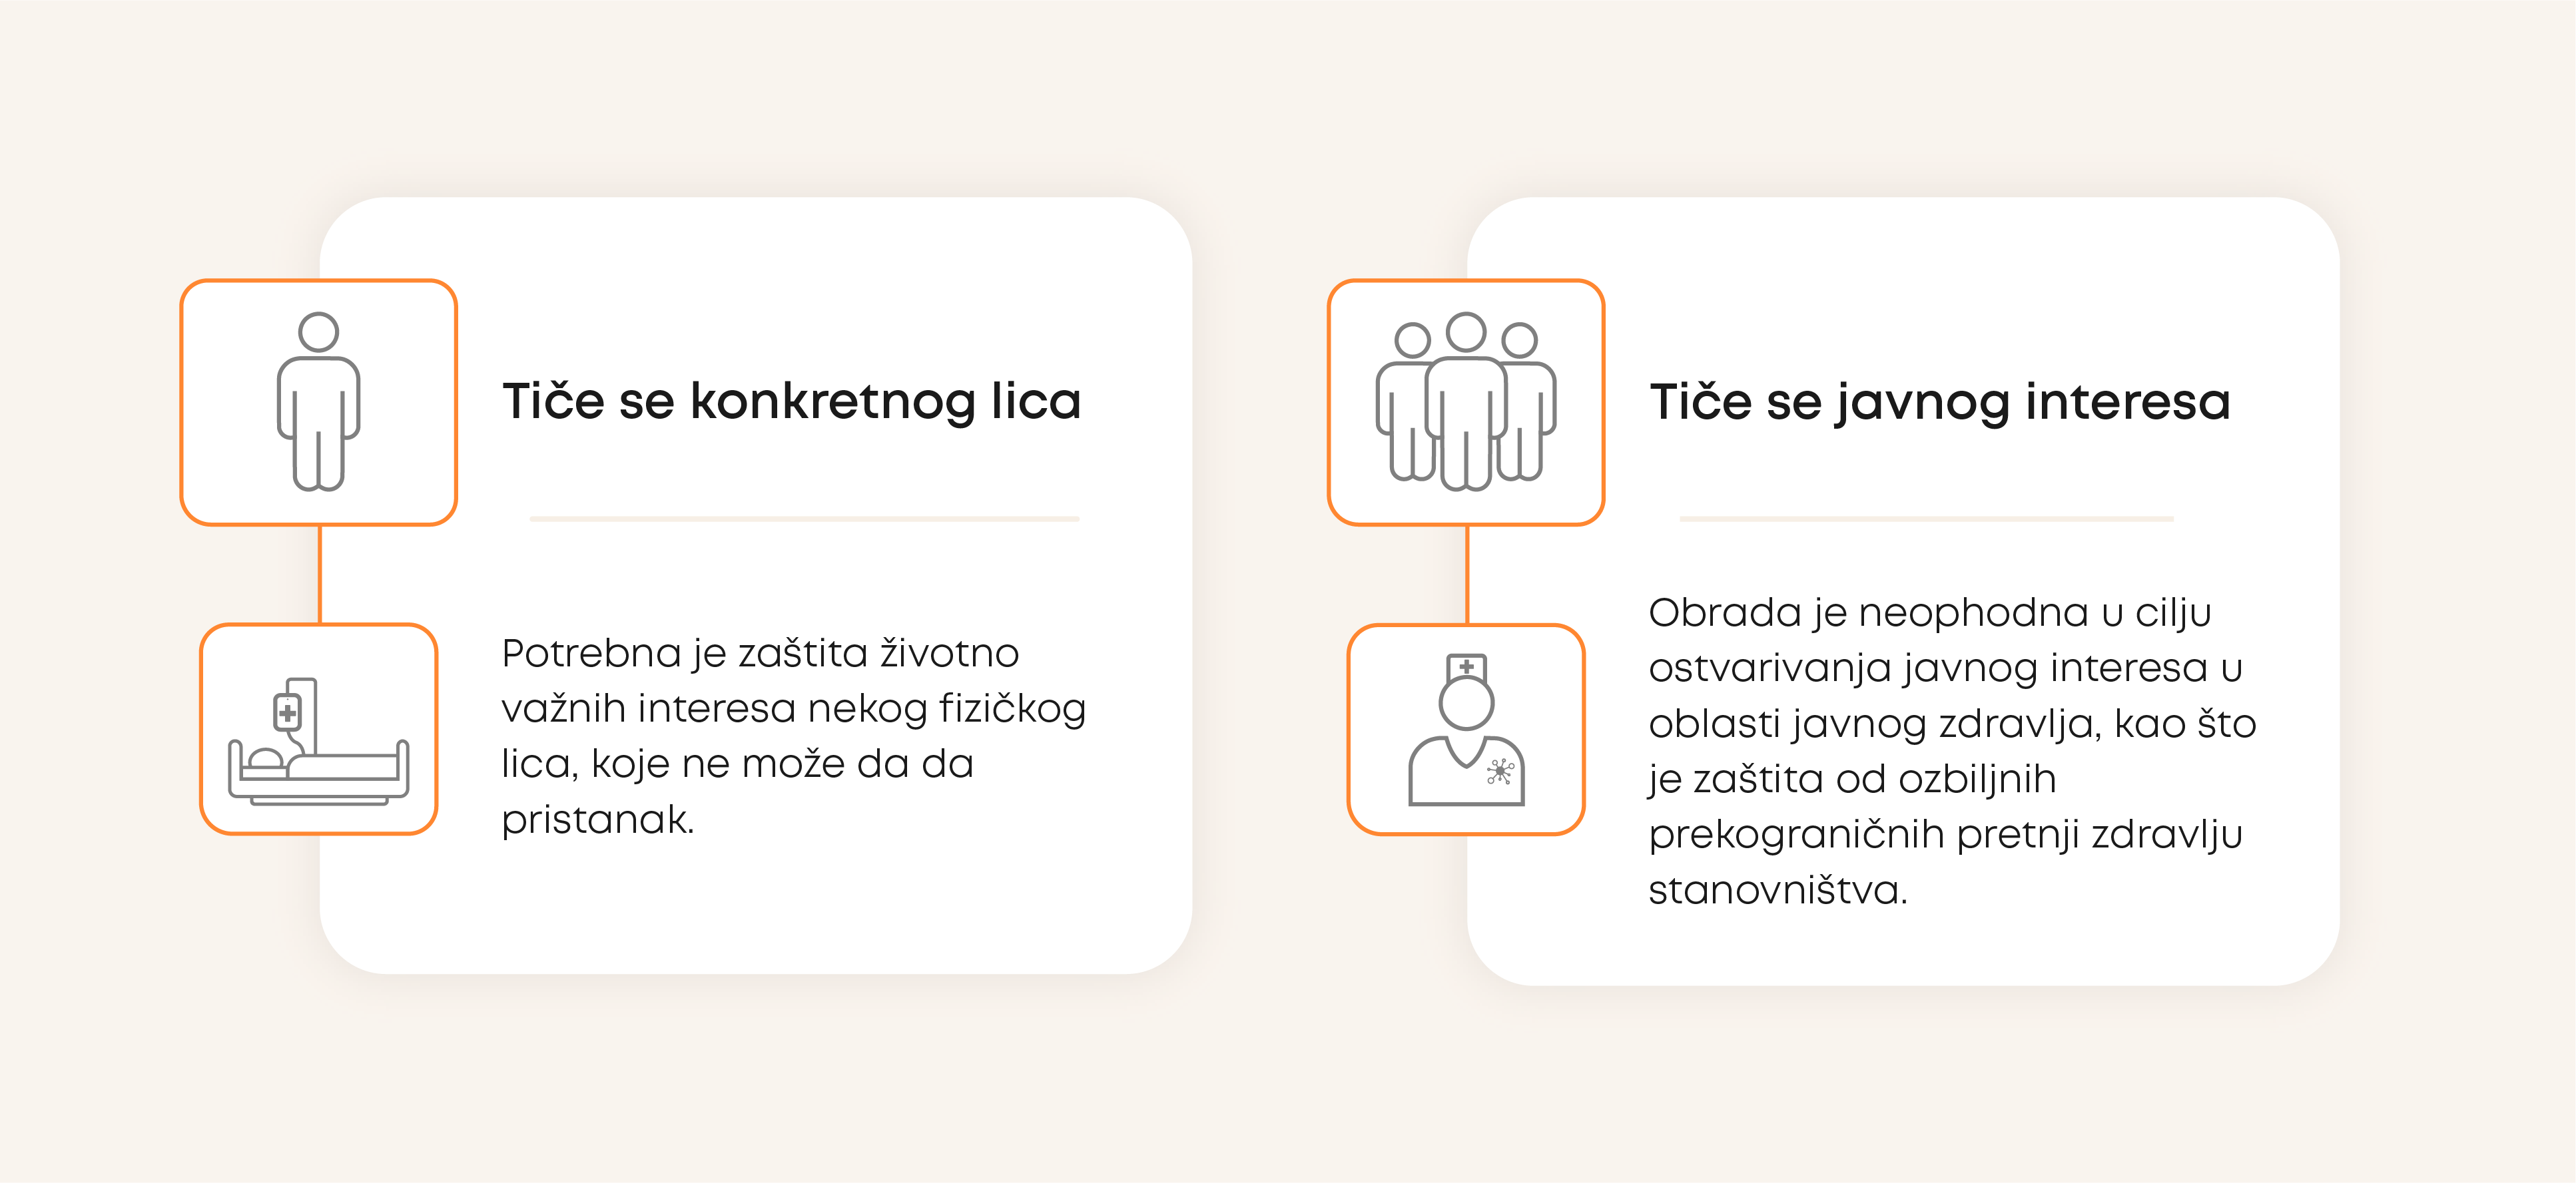 Tiče se konkretnog lica
Potrebna je zaštita životno
važnih interesa nekog fizičkog
lica, koje ne može da da
pristanak.
Tiče se javnog interesa
Obrada je neophodna u cilju
ostvarivanja javnog interesa u
oblasti javnog zdravlja, kao što
je zaštita od ozbiljnih
prekograničnih pretnji zdravlju
stanovništva.